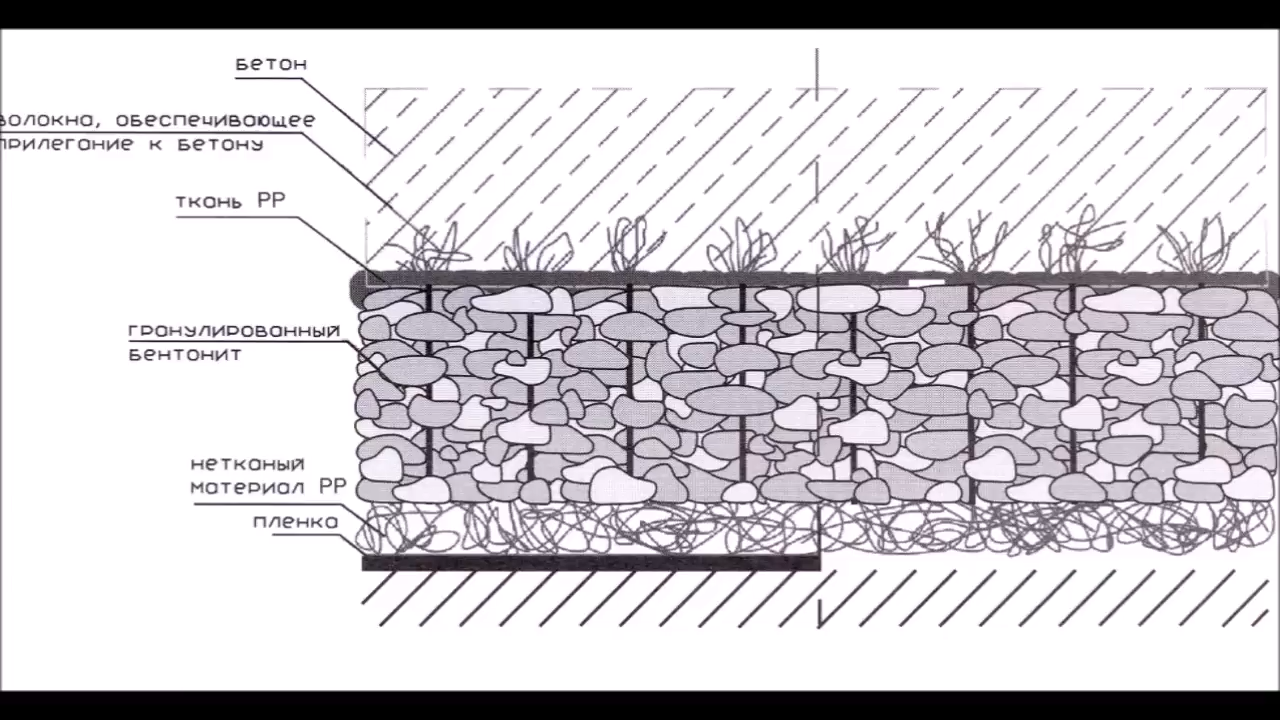 бетон
волокна, обеспечивающее
прилегание к бетону
ткань РР
гранулированный
бентонит
нетканый
материал РР
пленка